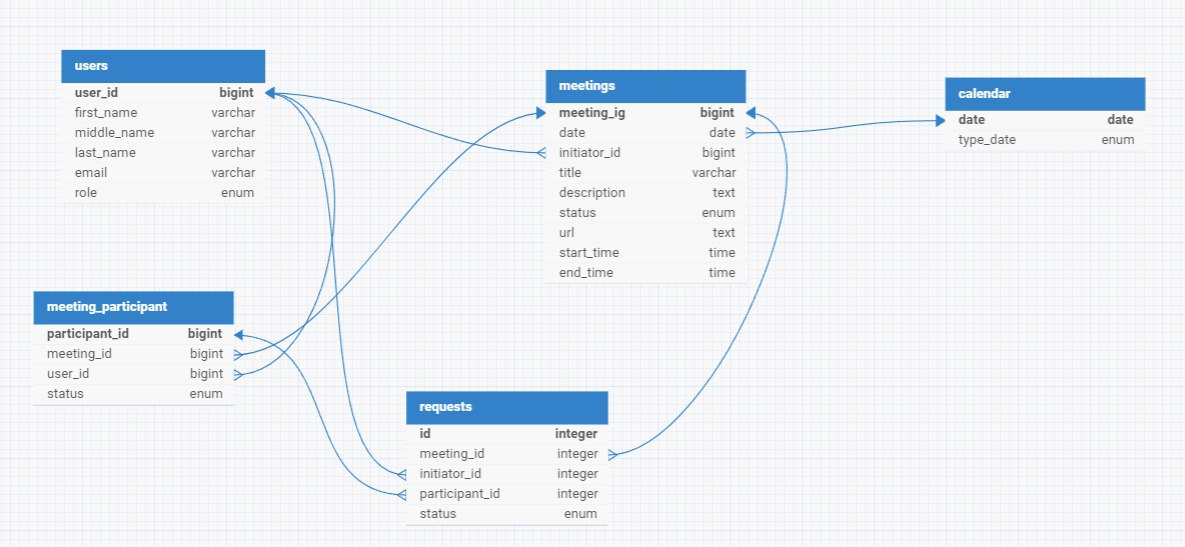 users
user_id bigint
first_name varchar
middle_name varchar
last_name varchar
email varchar
role enum
meetings
meeting_ig bigint
date date
initiator_id bigint
title varchar
description text
status enum
url text
start_time time
end_time time
calendar
date date
type_date enum
meeting_participant
participant_id bigint
meeting_id bigint
user_id bigint
status enum
requests
id integer
meeting_id integer
initiator_id integer
participant_id integer
status enum